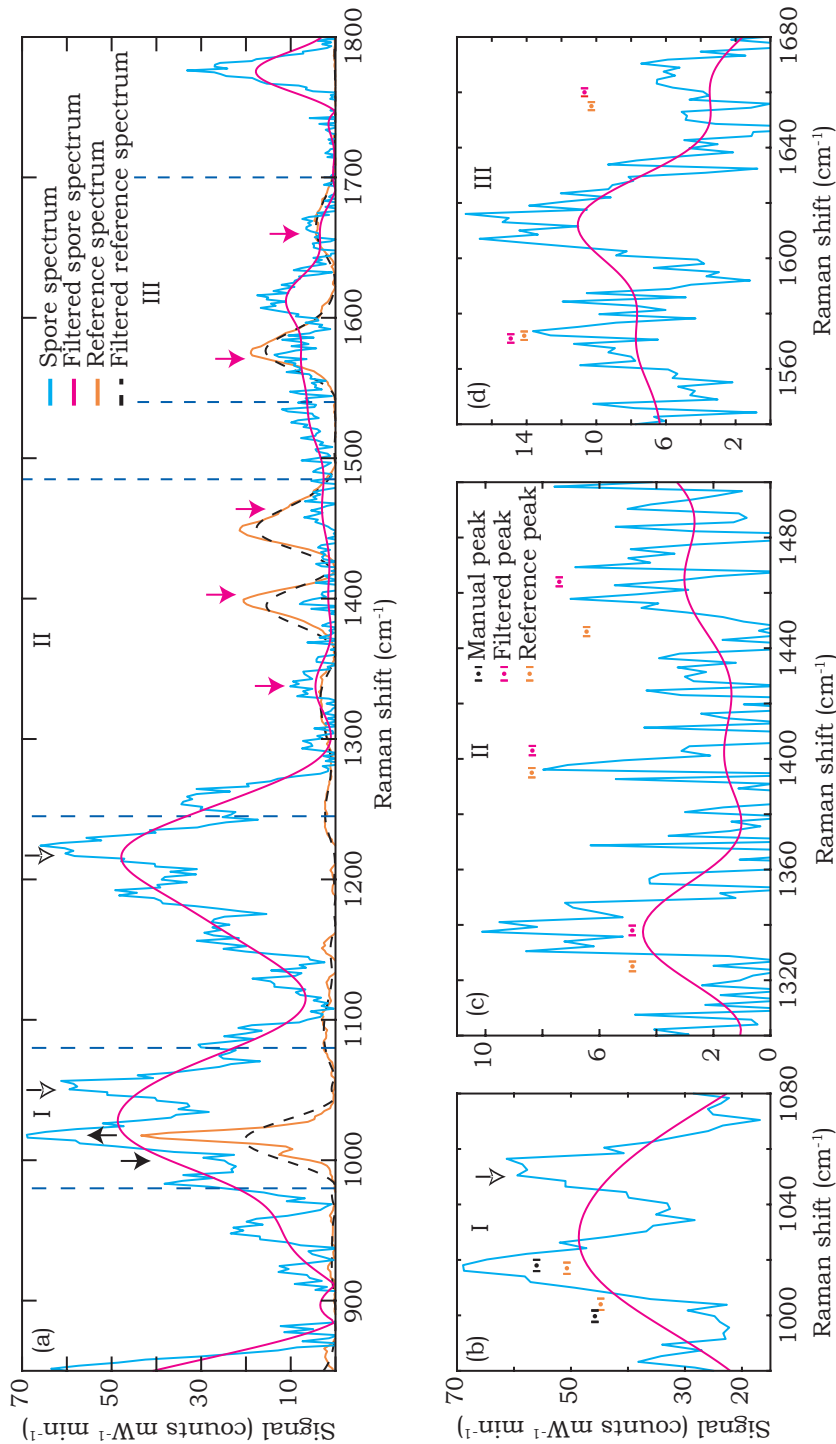 (a)
I
II
III
Spore spectrum
Filtered spore spectrum
Reference spectrum
Filtered reference spectrum
70
50
30
10
Signal (counts mW⁻¹ min⁻¹)
900
1000
1100
1200
1300
1400
1500
1600
1700
1800
Raman shift (cm⁻¹)
(b)
I
70
50
30
Signal (counts mW⁻¹ min⁻¹)
1000
1040
1080
Raman shift (cm⁻¹)
(c)
II
Manual peak
Filtered peak
Reference peak
10
6
2
0
1320
1360
1400
1440
1480
Raman shift (cm⁻¹)
(d)
III
14
10
6
2
1560
1600
1640
1680
Raman shift (cm⁻¹)